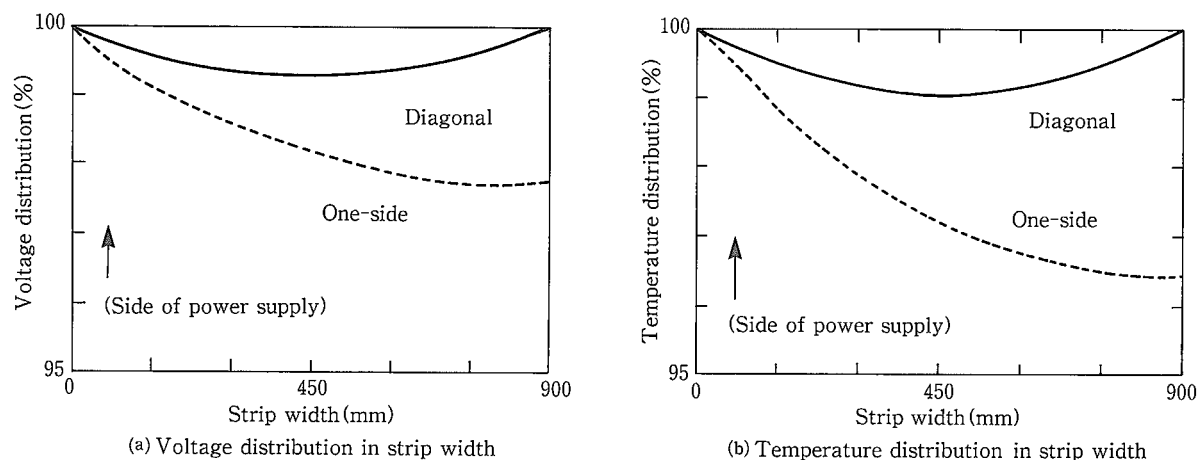 100
Voltage distribution (%)
95
Diagonal
One-side
(Side of power supply)
0
450
900
Strip width (mm)
(a) Voltage distribution in strip width
100
Temperature distribution (%)
95
Diagonal
One-side
(Side of power supply)
0
450
900
Strip width (mm)
(b) Temperature distribution in strip width